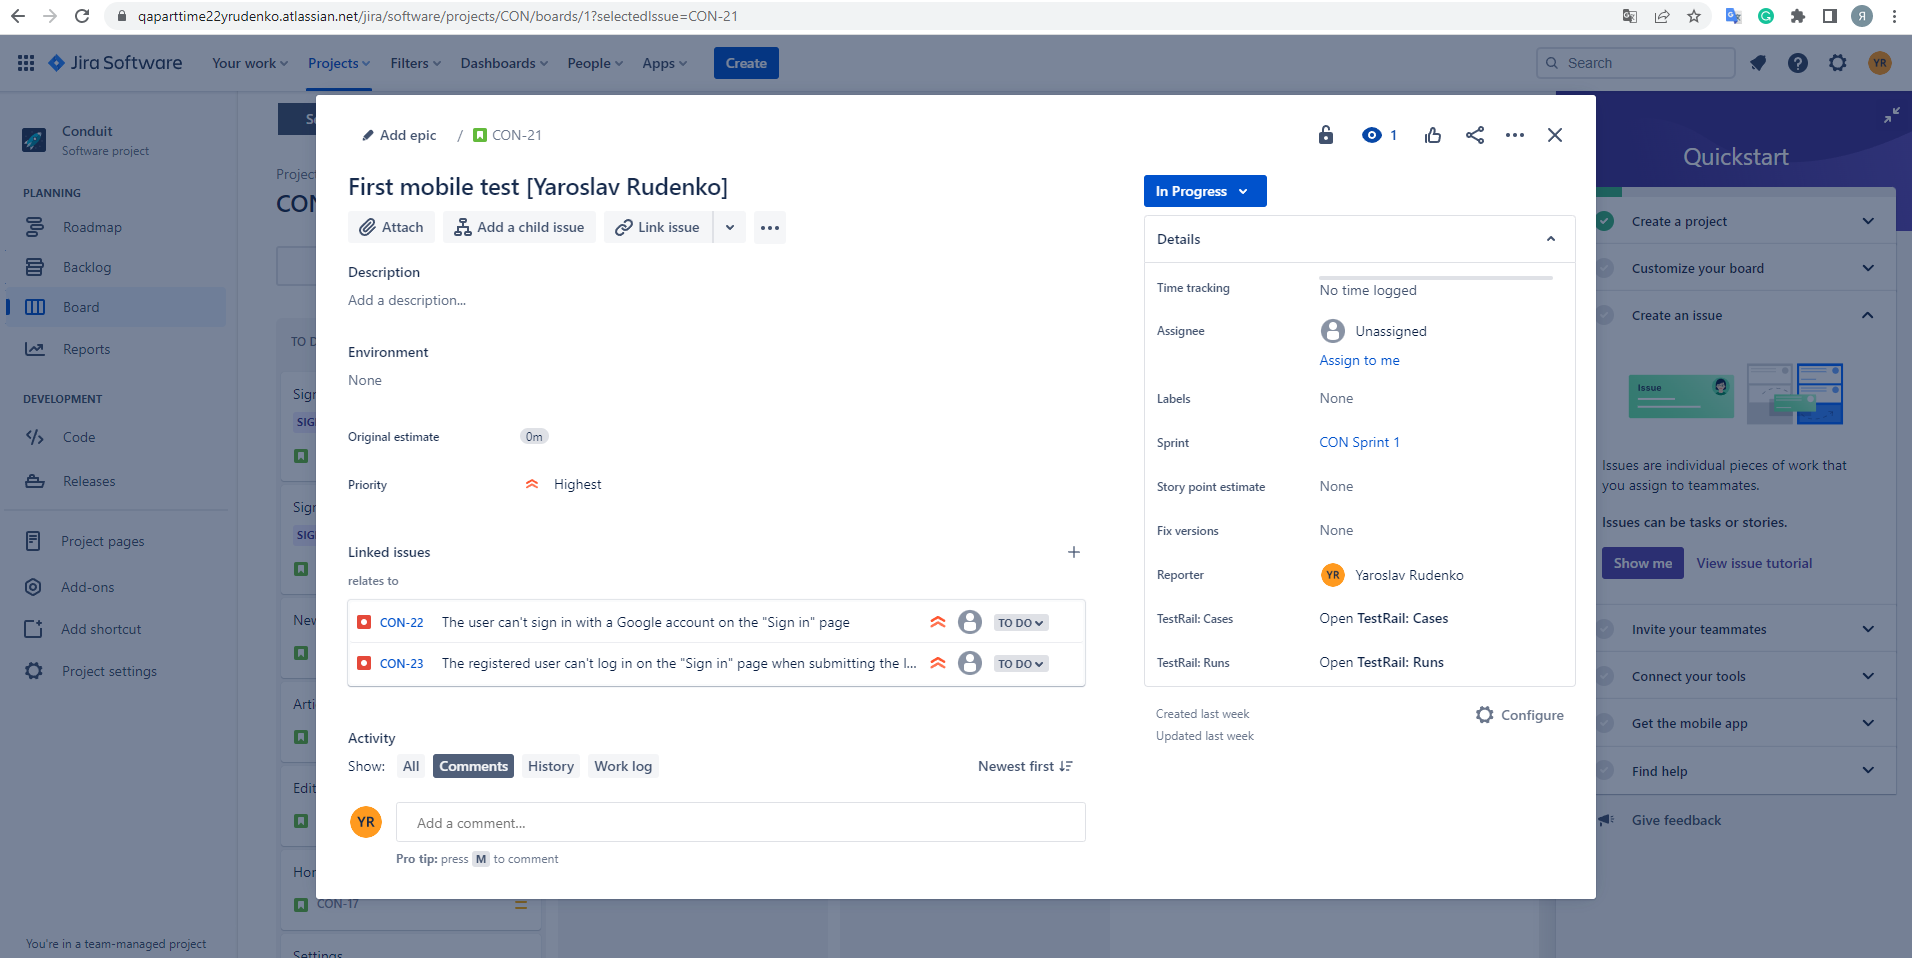 qaparttime22yrudenko.atlassian.net/jira/software/projects/CON/boards/1?selectedIssue=CON-21
Я
Jira Software
Your work
Projects
Filters
Dashboards
People
Apps
Create
Search
YR
Conduit
Software project
PLANNING
Roadmap
Backlog
Board
Reports
DEVELOPMENT
Code
Releases
Project pages
Add-ons
Add shortcut
Project settings
You're in a team-managed project
Projec
TO D
Sign
SIG
Sign
SIG
New
Arti
Edit
Hor
CON-17
Settings
Add epic / CON-21
1
First mobile test [Yaroslav Rudenko]
Attach
Add a child issue
Link issue
Description
Add a description...
Environment
None
Original estimate 0m
Priority Highest
Linked issues
relates to
CON-22 The user can't sign in with a Google account on the "Sign in" page TO DO
CON-23 The registered user can't log in on the "Sign in" page when submitting the l... TO DO
Activity
Show: All Comments History Work log Newest first
YR
Add a comment...
Pro tip: press M to comment
In Progress
Details
Time tracking No time logged
Assignee Unassigned
Assign to me
Labels None
Sprint CON Sprint 1
Story point estimate None
Fix versions None
Reporter YR Yaroslav Rudenko
TestRail: Cases Open TestRail: Cases
TestRail: Runs Open TestRail: Runs
Created last week
Updated last week
Configure
Quickstart
Create a project
Customize your board
Create an issue
Issue
Issues are individual pieces of work that
you assign to teammates.
Issues can be tasks or stories.
Show me
View issue tutorial
Invite your teammates
Connect your tools
Get the mobile app
Find help
Give feedback